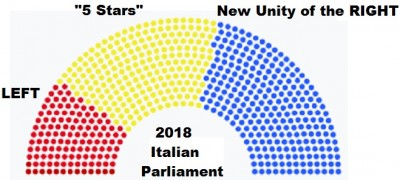 "5 Stars"
New Unity of the RIGHT
LEFT
2018
Italian
Parliament